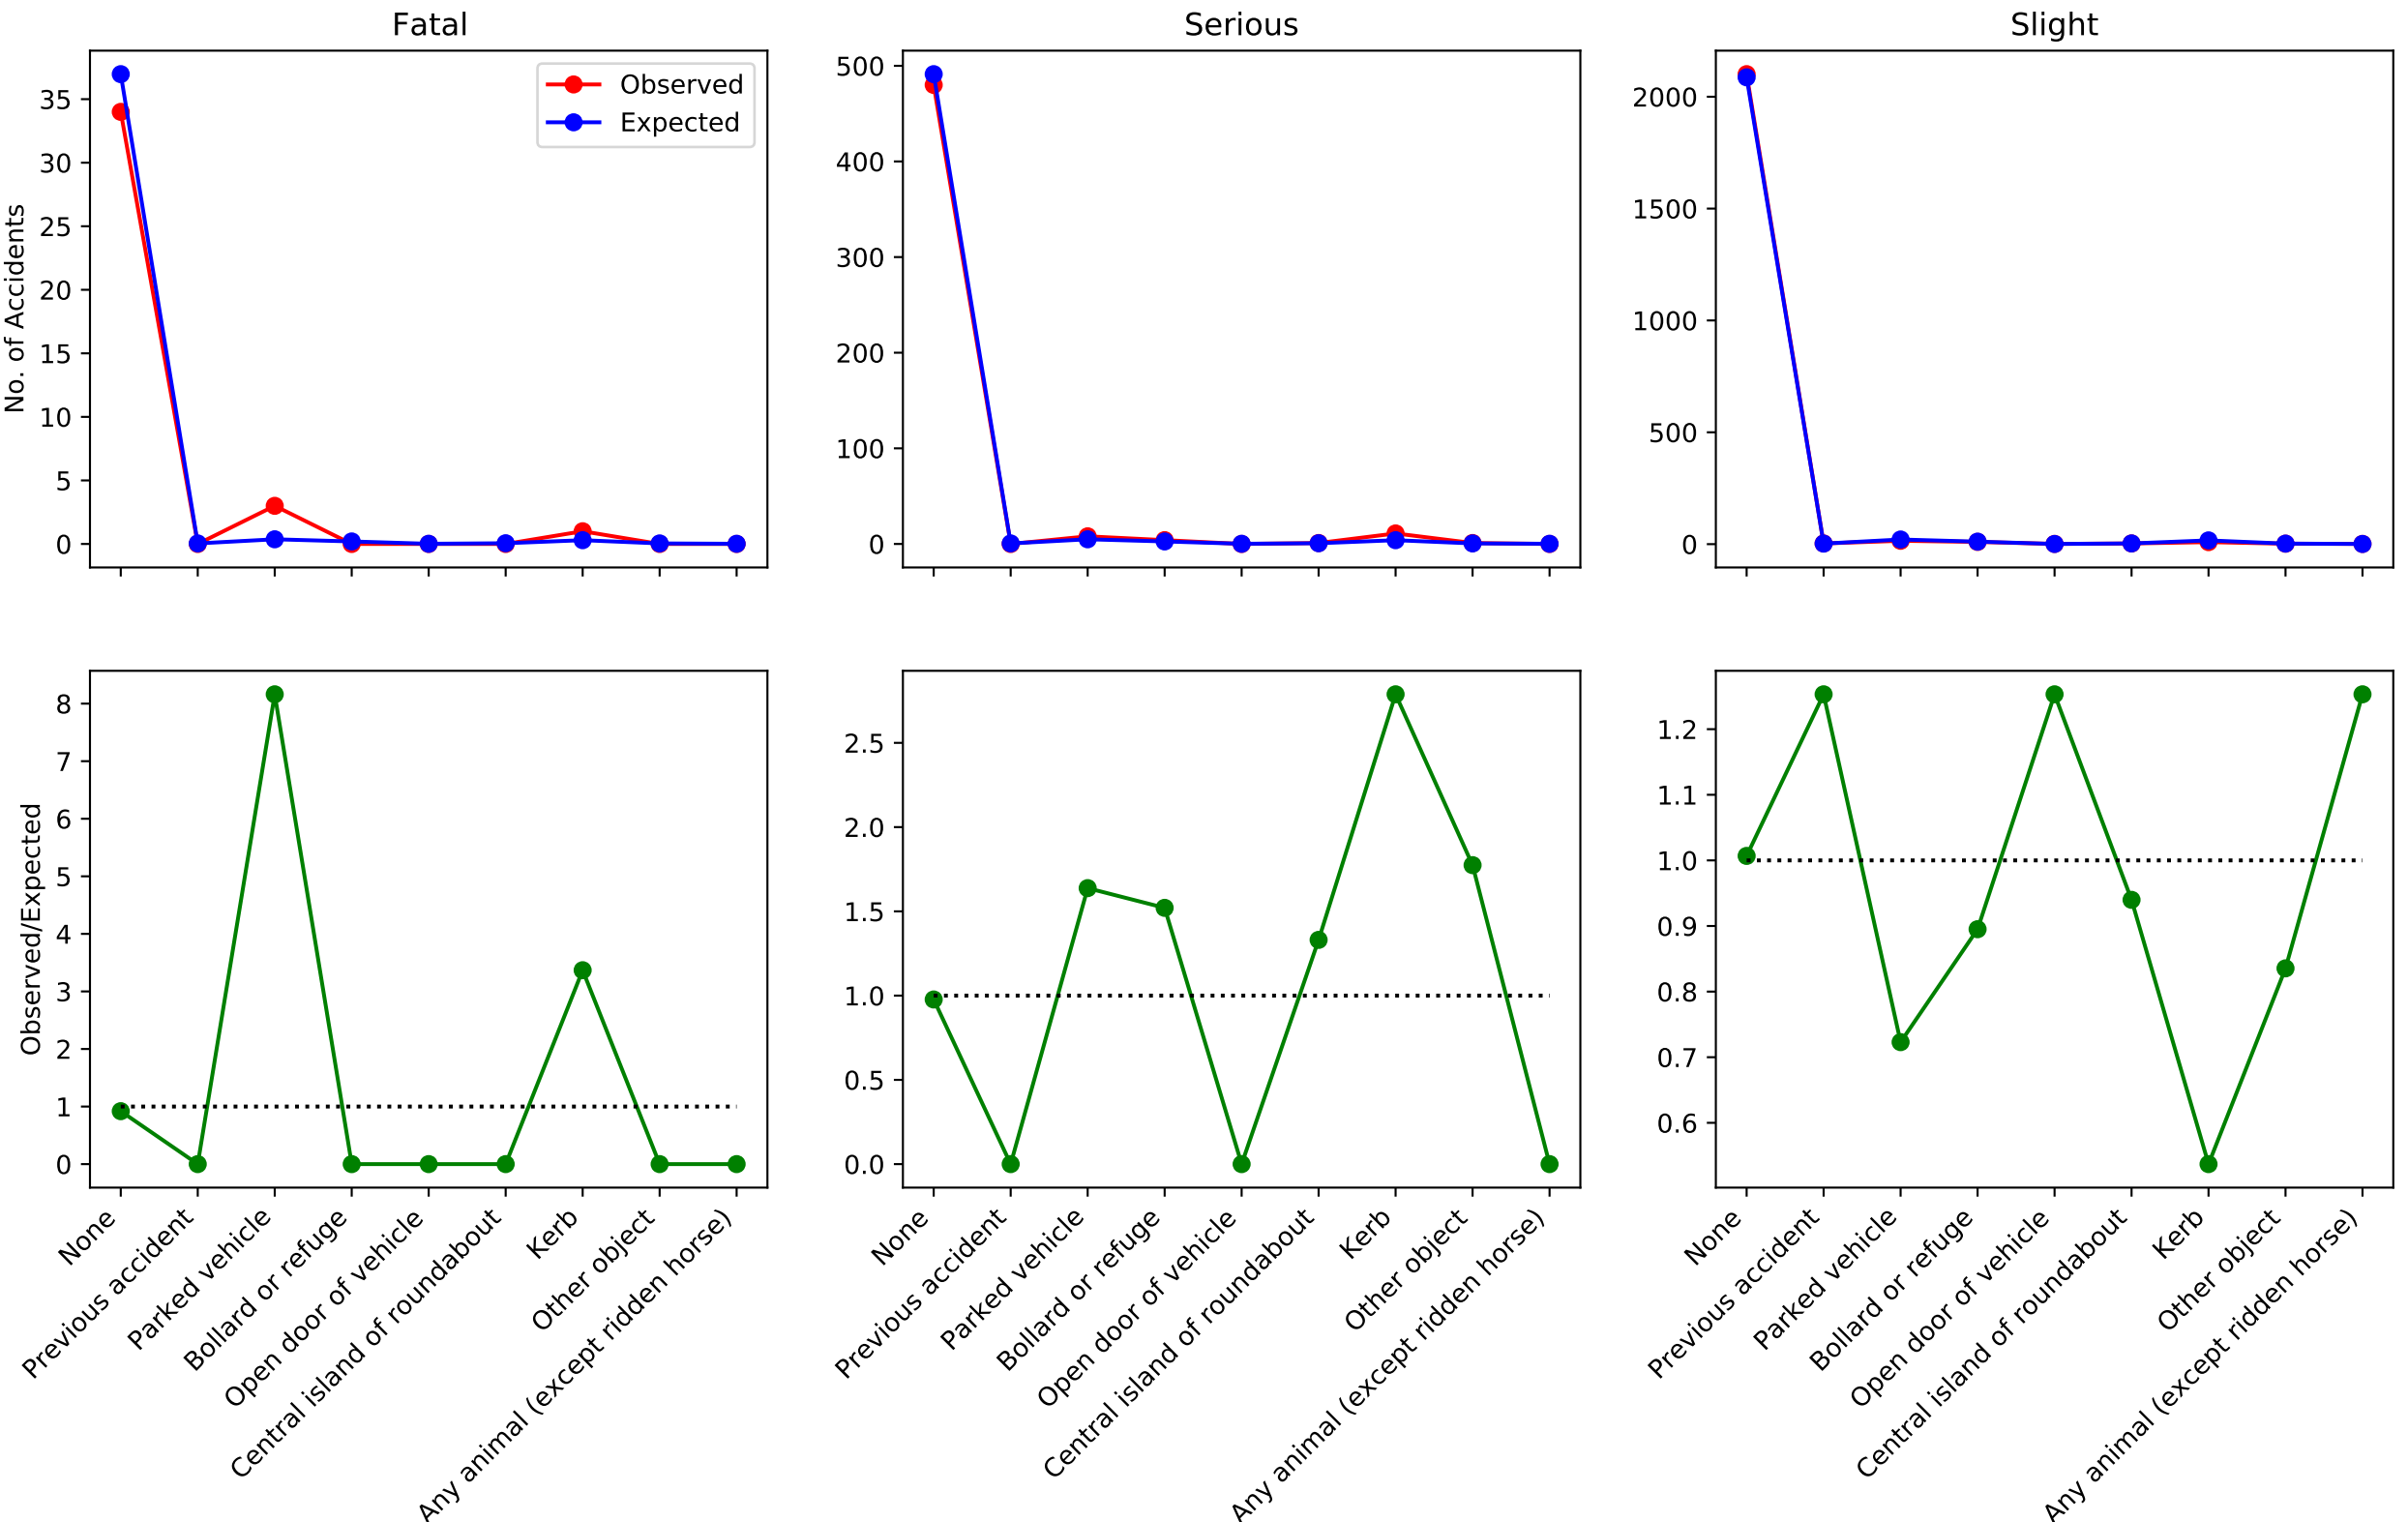 Fatal
Serious
Slight
No. of Accidents
35
30
25
20
15
10
5
0
Observed
Expected
500
400
300
200
100
0
2000
1500
1000
500
0
Observed/Expected
8
7
6
5
4
3
2
1
0
None
Previous accident
Parked vehicle
Bollard or refuge
Open door of vehicle
Central island of roundabout
Kerb
Other object
Any animal (except ridden horse)
2.5
2.0
1.5
1.0
0.5
0.0
None
Previous accident
Parked vehicle
Bollard or refuge
Open door of vehicle
Central island of roundabout
Kerb
Other object
Any animal (except ridden horse)
1.2
1.1
1.0
0.9
0.8
0.7
0.6
None
Previous accident
Parked vehicle
Bollard or refuge
Open door of vehicle
Central island of roundabout
Kerb
Other object
Any animal (except ridden horse)